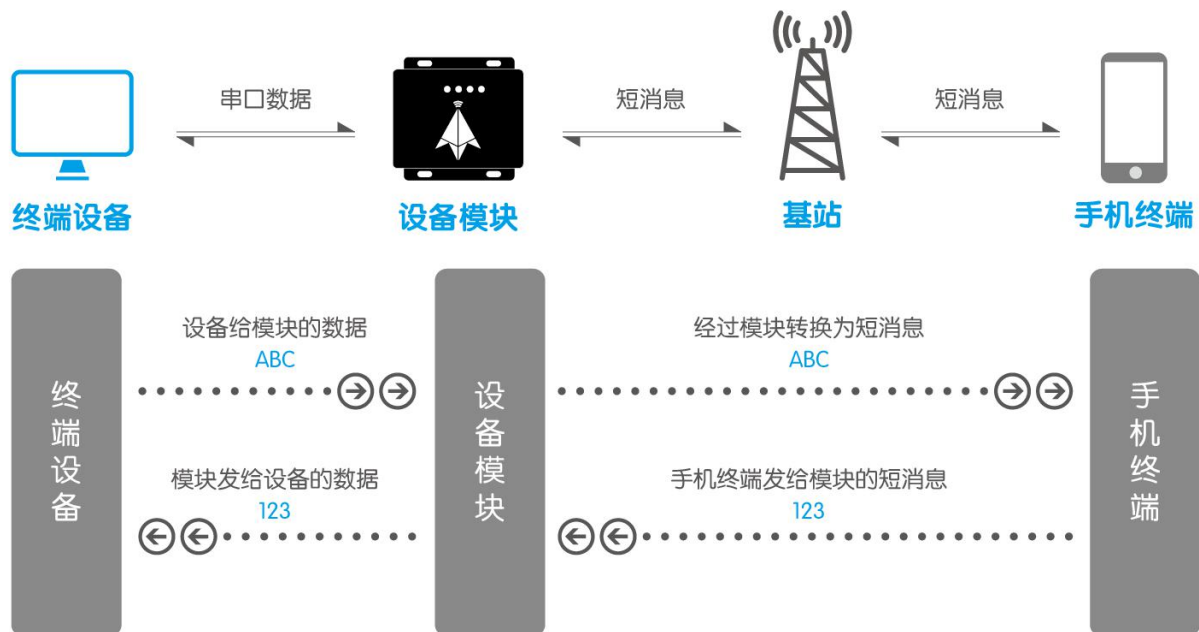 串口数据
短消息
短消息
终端设备
设备模块
基站
手机终端
设备给模块的数据
ABC
经过模块转换为短消息
ABC
终端设备
设备模块
手机终端
模块发给设备的数据
123
手机终端发给模块的短消息
123